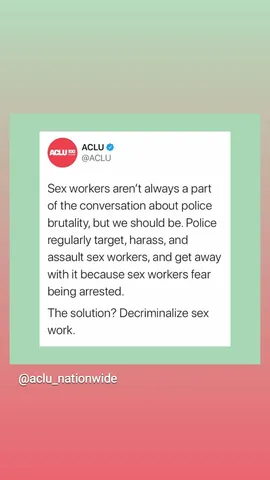 ACLU 100
ACLU
@ACLU
Sex workers aren't always a part
of the conversation about police
brutality, but we should be. Police
regularly target, harass, and
assault sex workers, and get away
with it because sex workers fear
being arrested.
The solution? Decriminalize sex
work.
@aclu_nationwide